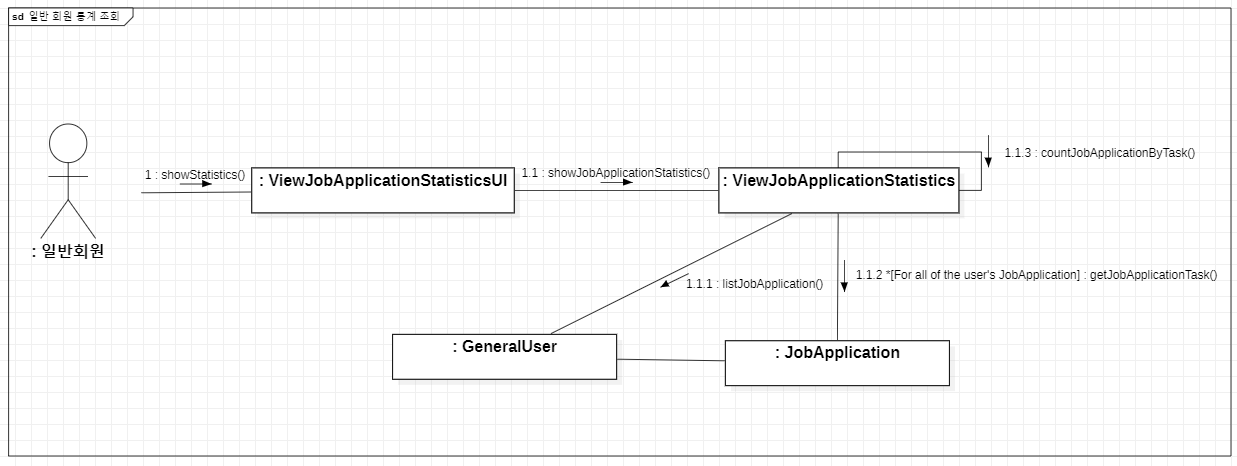 sd 일반 회원 통계 조회
1 : showStatistics()
: ViewJobApplicationStatisticsUI
1.1 : showJobApplicationStatistics()
: ViewJobApplicationStatistics
1.1.3 : countJobApplicationByTask()
: 일반회원
1.1.1 : listJobApplication()
1.1.2 *[For all of the user's JobApplication] : getJobApplicationTask()
: GeneralUser
: JobApplication